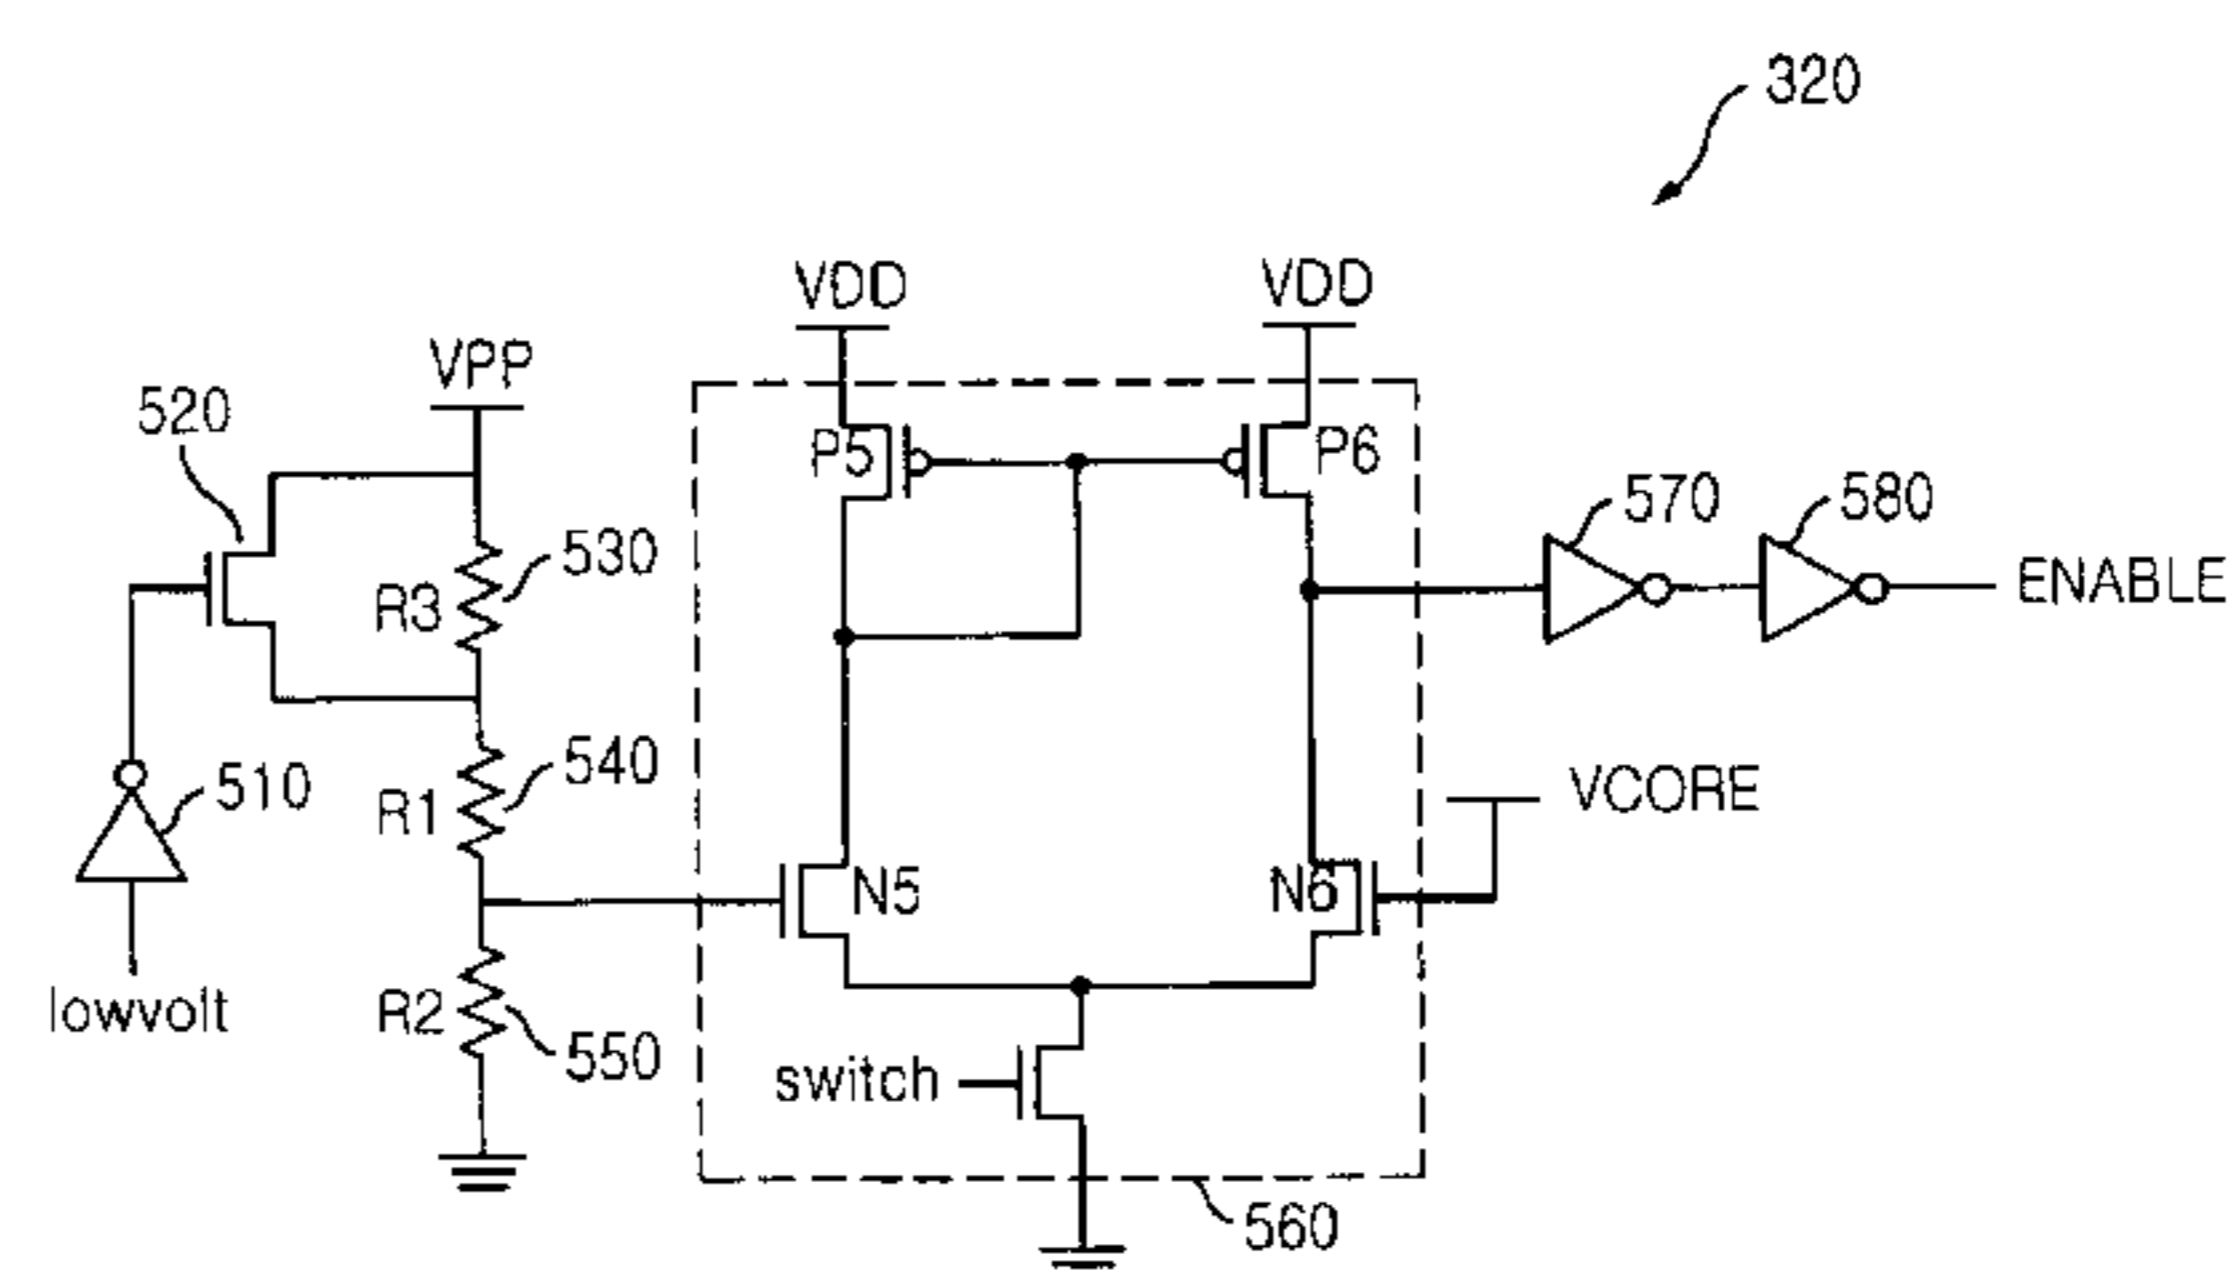 320
VDD
VDD
VPP
520
P5
P6
570
580
530
R3
ENABLE
540
VCORE
510
R1
N5
N6
lowvolt
R2
550
switch
560